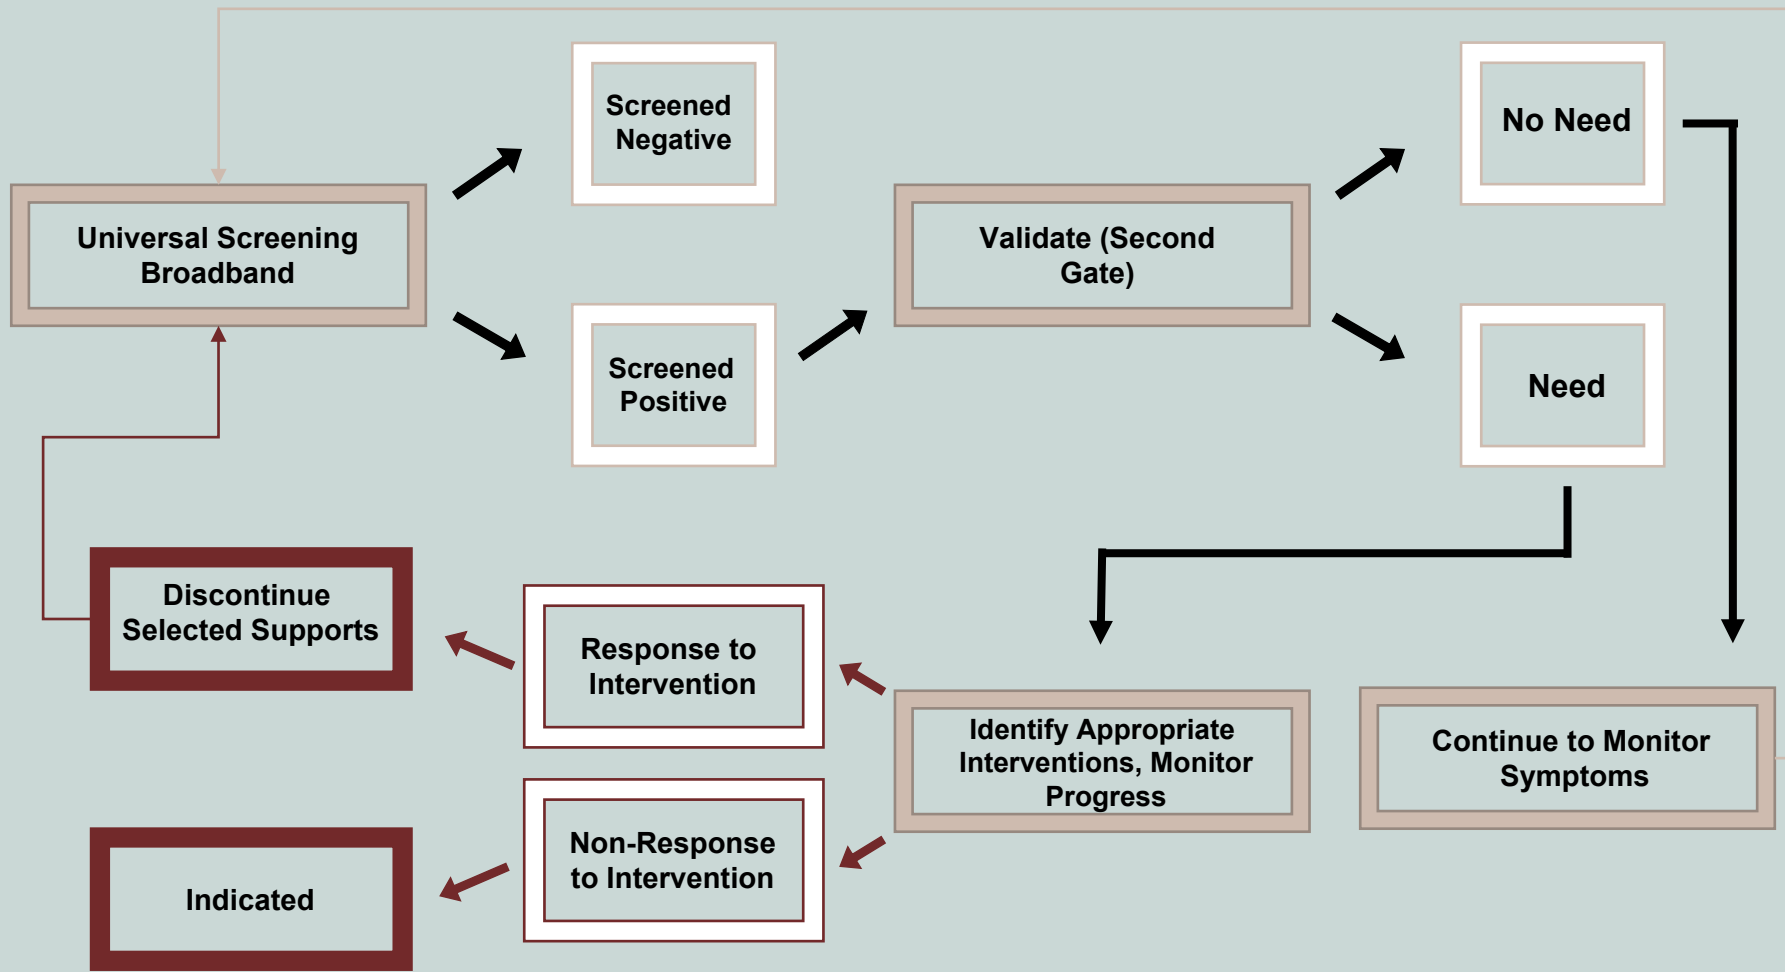 Screened
Negative
No Need
Universal Screening
Broadband
Validate (Second
Gate)
Screened
Positive
Need
Discontinue
Selected Supports
Response to
Intervention
Identify Appropriate
Interventions, Monitor
Progress
Continue to Monitor
Symptoms
Non-Response
to Intervention
Indicated